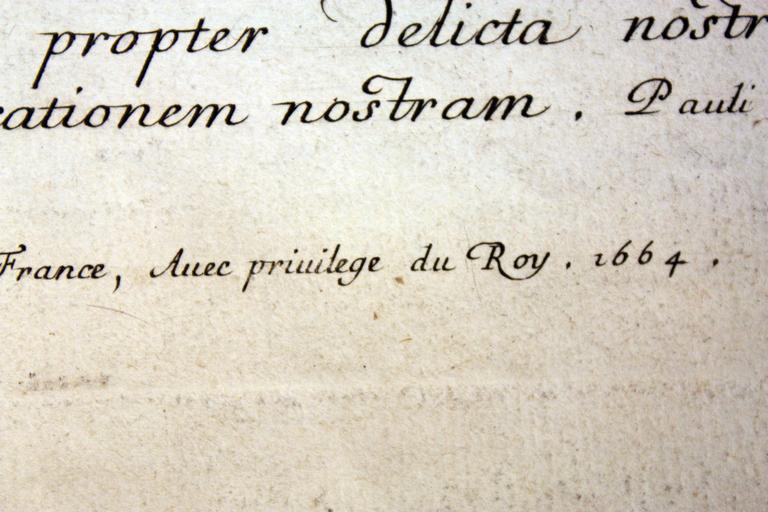 propter delicta nostr
cationem nostram. Pauli
France, Auec priuilege du Roy. 1664.